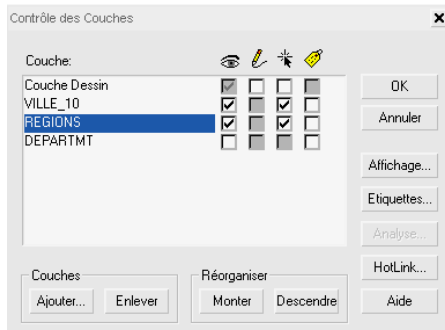 Contrôle des Couches
Couche:
Couche Dessin
VILLE_10
REGIONS
DEPARTMT
OK
Annuler
Affichage...
Etiquettes...
Analyse...
HotLink...
Aide
Couches
Ajouter...
Enlever
Réorganiser
Monter
Descendre